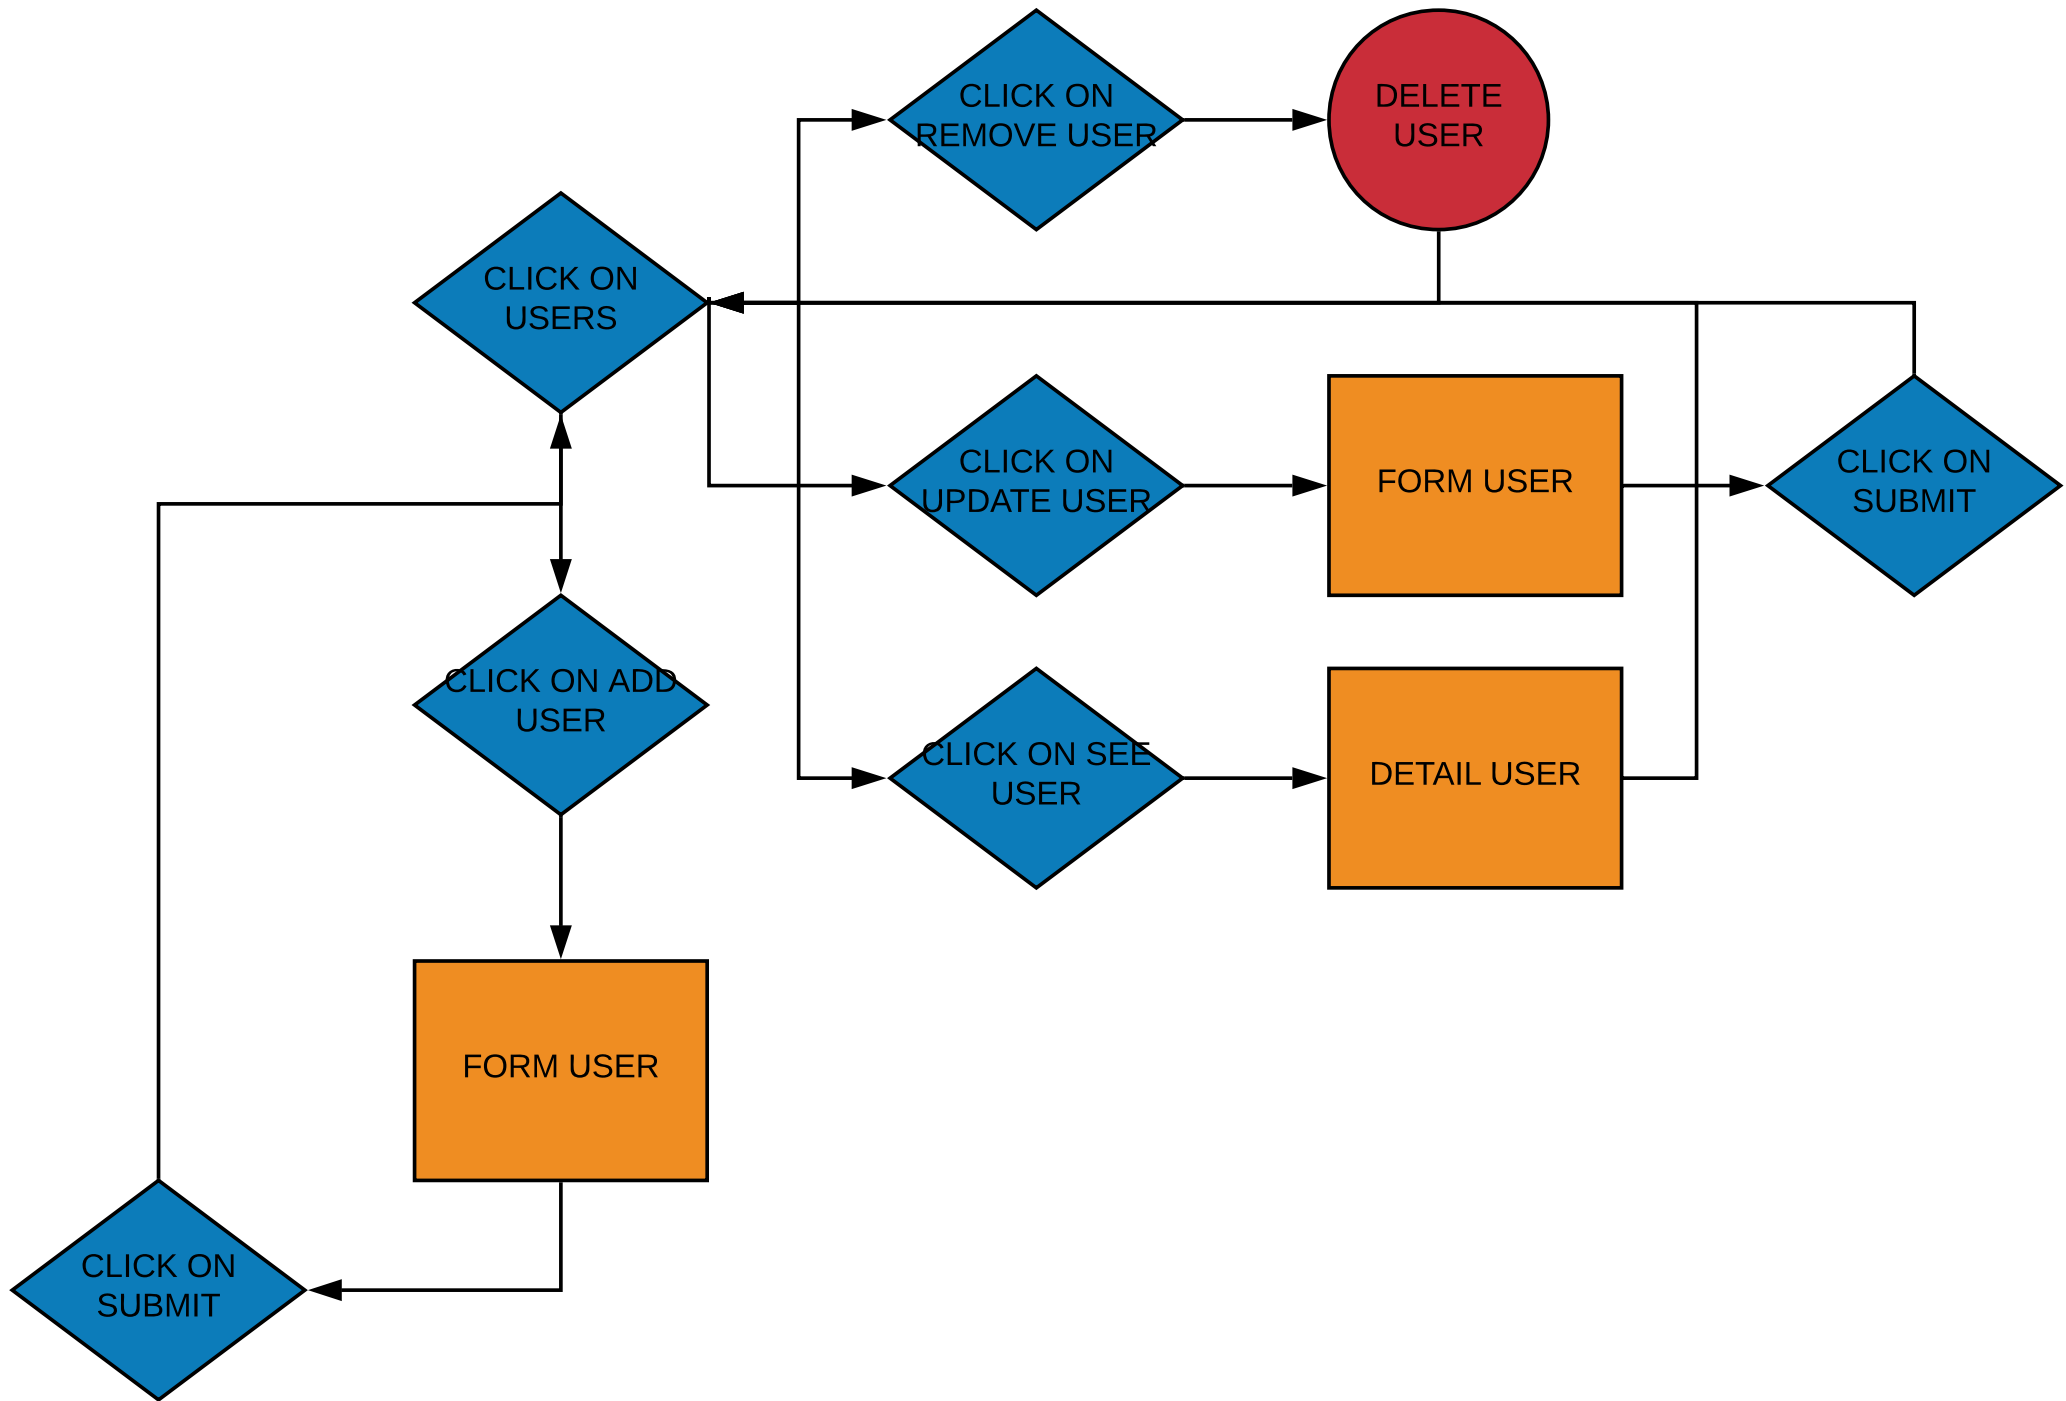 CLICK ON
REMOVE USER
DELETE
USER
CLICK ON
USERS
CLICK ON
UPDATE USER
FORM USER
CLICK ON
SUBMIT
CLICK ON ADD
USER
CLICK ON SEE
USER
DETAIL USER
FORM USER
CLICK ON
SUBMIT